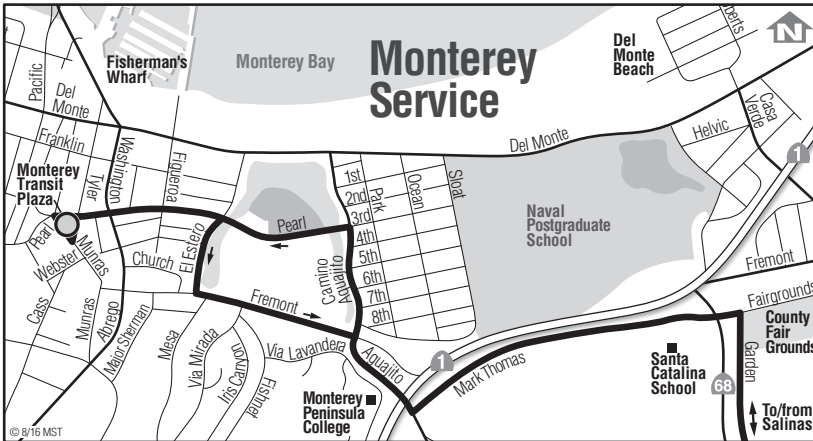 Monterey
Service
Monterey Bay
Fisherman's
Wharf
Del
Monte
Beach
Roberts
N
Pacific
Del
Monte
Franklin
Washington
Tyler
Figueroa
Monterey
Transit
Plaza
Pearl
Munras
Webster
Cass
Munras
Abrego
Major Sherman
Church
El Estero
Mesa
Via Mirada
Iris Canyon
Fishnet
Via Lavandera
Fremont
Pearl
Camino
Aguajito
Aguajito
1st
2nd
3rd
4th
5th
6th
7th
8th
Park
Ocean
Sloat
Del Monte
Helvic
Casa
Verde
1
Naval
Postgraduate
School
Fremont
Fairgrounds
County
Fair
Grounds
Garden
Santa
Catalina
School
68
Mark Thomas
1
Monterey
Peninsula
College
To/from
Salinas
© 8/16 MST